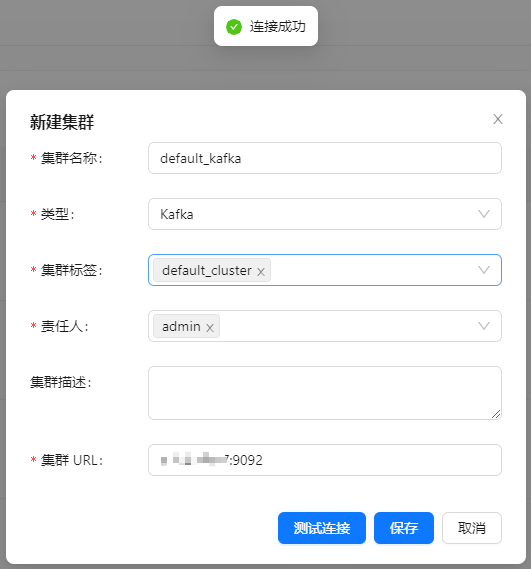 连接成功
新建集群
* 集群名称： default_kafka
* 类型： Kafka
* 集群标签： default_cluster
* 责任人： admin
集群描述：
* 集群 URL： 7:9092
测试连接 保存 取消